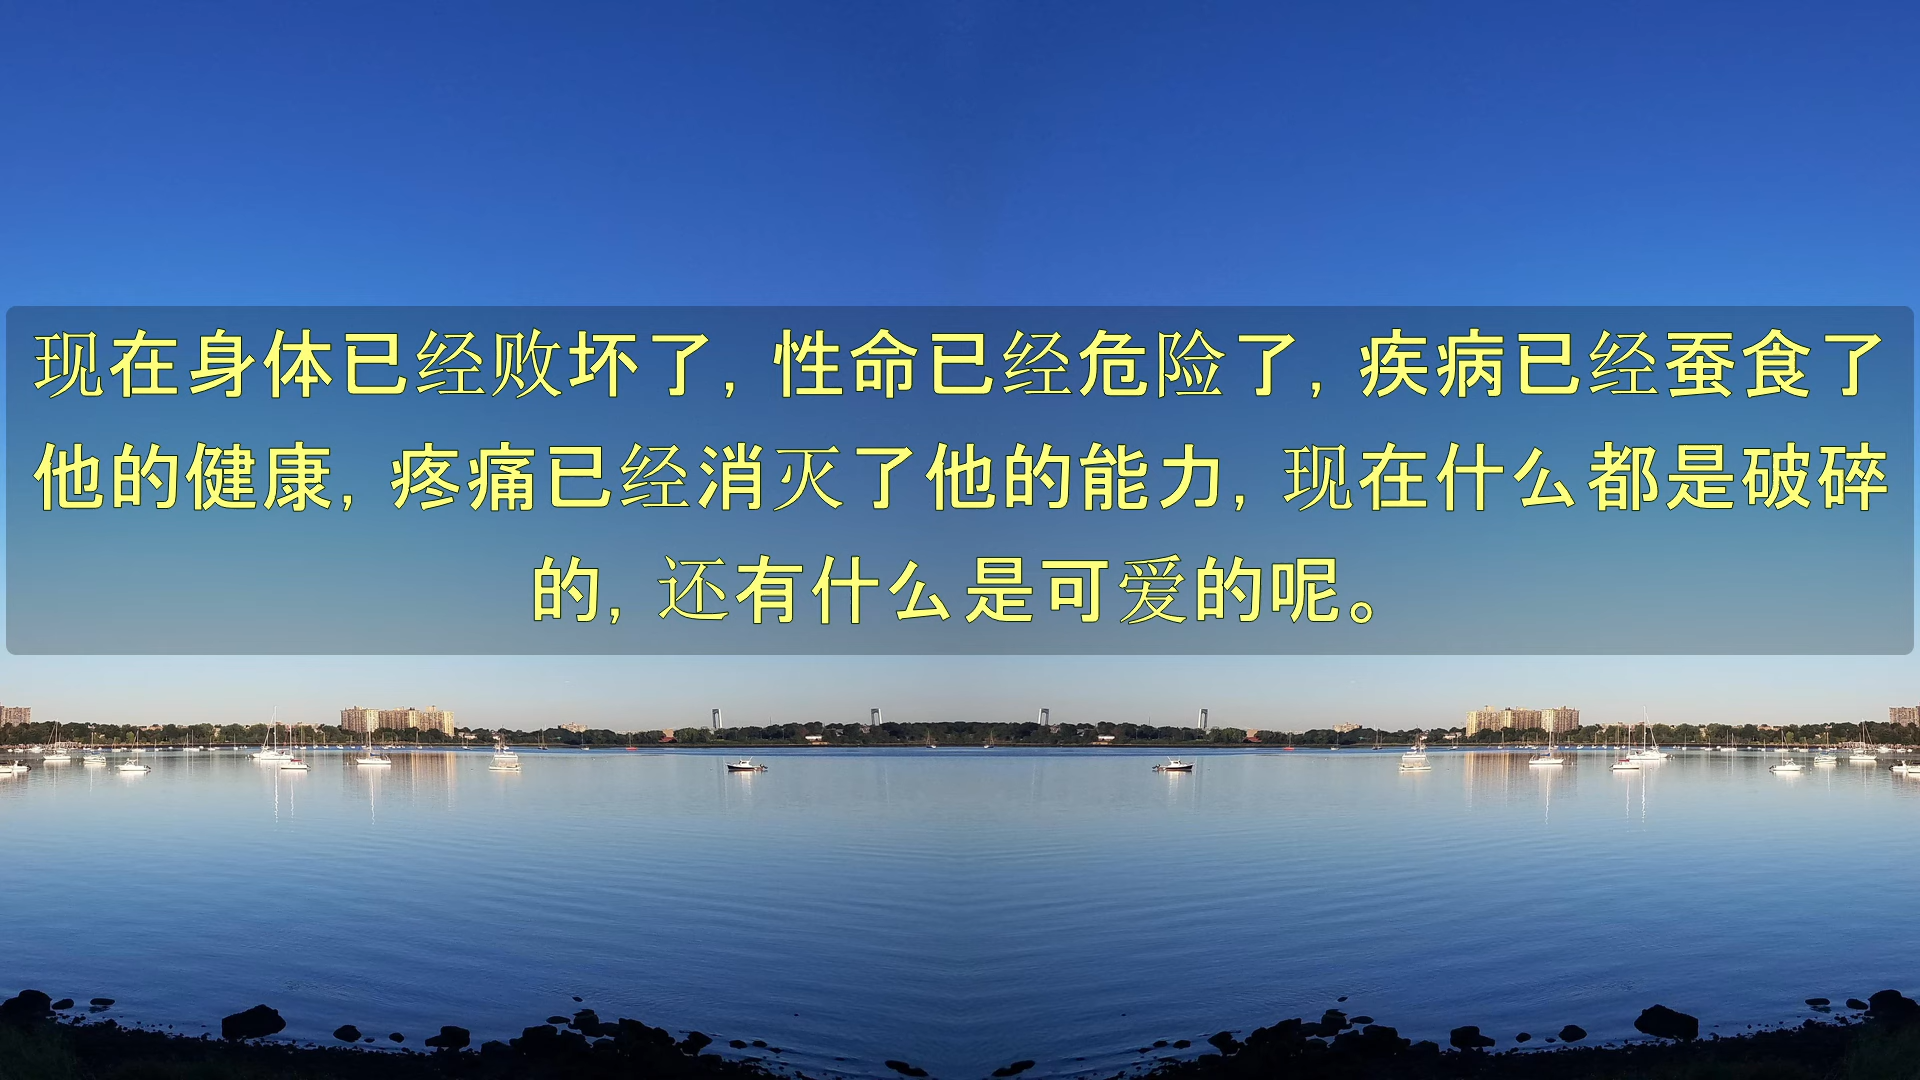 现在身体已经败坏了, 性命已经危险了, 疾病已经蚕食了
他的健康, 疼痛已经消灭了他的能力, 现在什么都是破碎
的, 还有什么是可爱的呢。